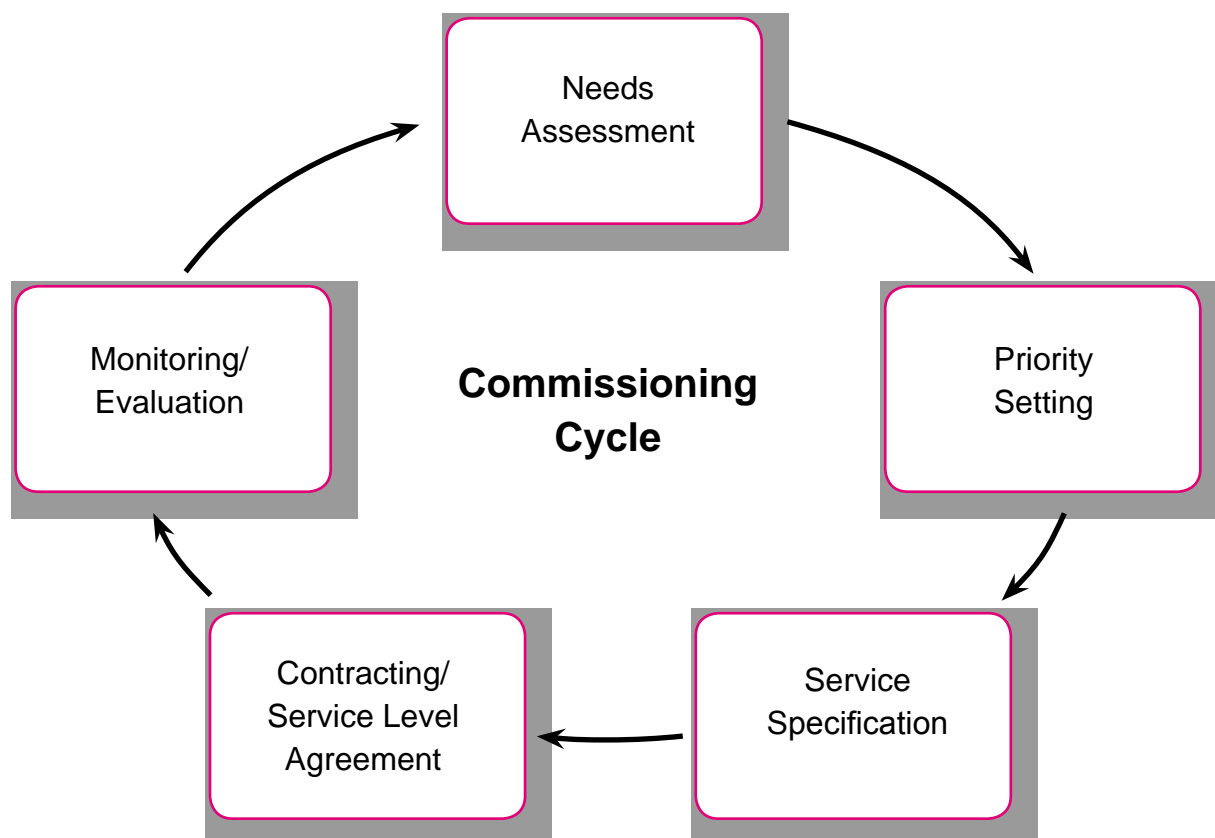 Needs
Assessment
Priority
Setting
Service
Specification
Contracting/
Service Level
Agreement
Monitoring/
Evaluation
Commissioning
Cycle